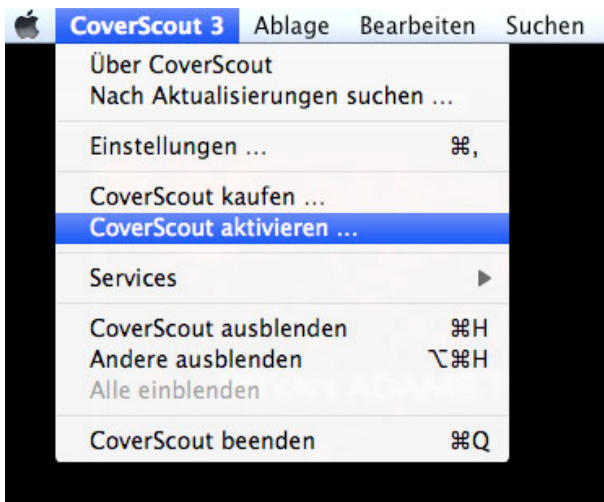 CoverScout 3 Ablage Bearbeiten Suchen
Über CoverScout
Nach Aktualisierungen suchen ...
Einstellungen ... ⌘,
CoverScout kaufen ...
CoverScout aktivieren ...
Services ▶
CoverScout ausblenden ⌘H
Andere ausblenden ⌥⌘H
Alle einblenden
CoverScout beenden ⌘Q